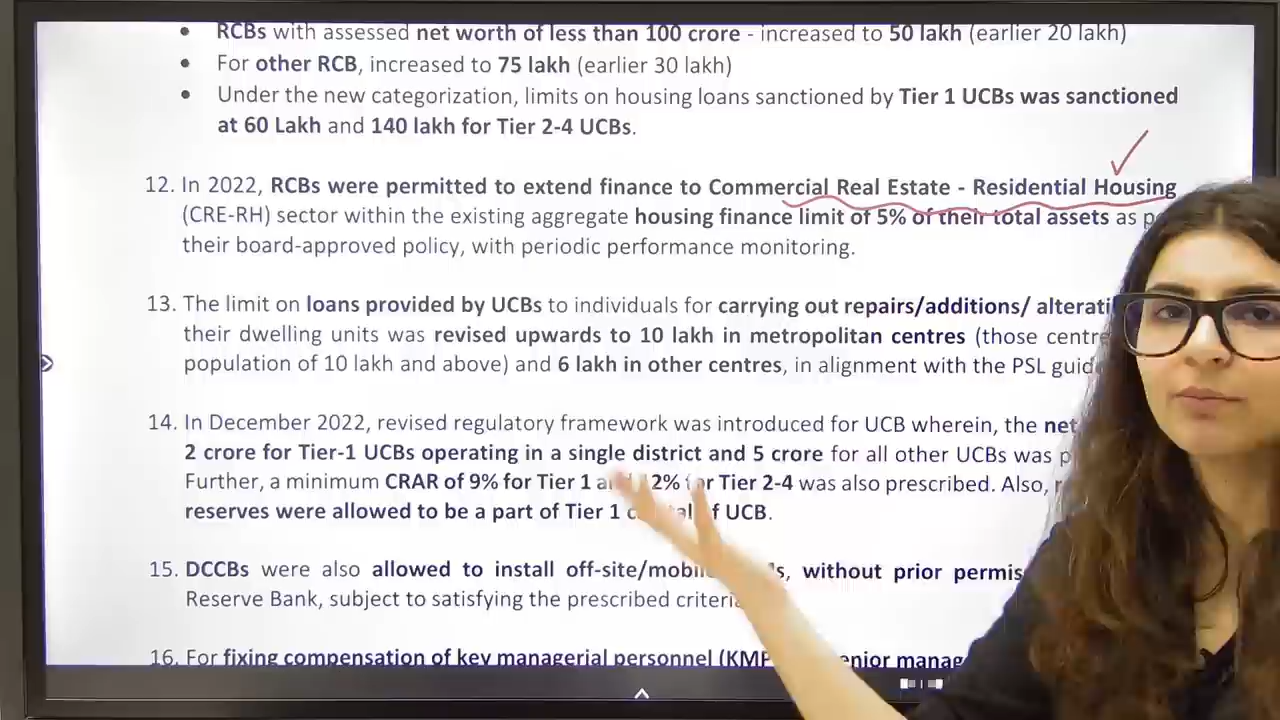 • RCBs with assessed net worth of less than 100 crore - increased to 50 lakh (earlier 20 lakh)
• For other RCB, increased to 75 lakh (earlier 30 lakh)
• Under the new categorization, limits on housing loans sanctioned by Tier 1 UCBs was sanctioned
at 60 Lakh and 140 lakh for Tier 2-4 UCBs.
12. In 2022, RCBs were permitted to extend finance to Commercial Real Estate - Residential Housing
(CRE-RH) sector within the existing aggregate housing finance limit of 5% of their total assets as
their board-approved policy, with periodic performance monitoring.
13. The limit on loans provided by UCBs to individuals for carrying out repairs/additions/
their dwelling units was revised upwards to 10 lakh in metropolitan centres (those
population of 10 lakh and above) and 6 lakh in other centres, in alignment with the PSL
14. In December 2022, revised regulatory framework was introduced for UCB wherein, the net
2 crore for Tier-1 UCBs operating in a single district and 5 crore for all other UCBs was
Further, a minimum CRAR of 9% for Tier 1 Tier 2-4 was also prescribed. Also,
reserves were allowed to be a part of Tier 1 UCB.
15. DCCBs were also allowed to install without prior
Reserve Bank, subject to satisfying the prescribed
16. For fixing compensation of key managerial personnel